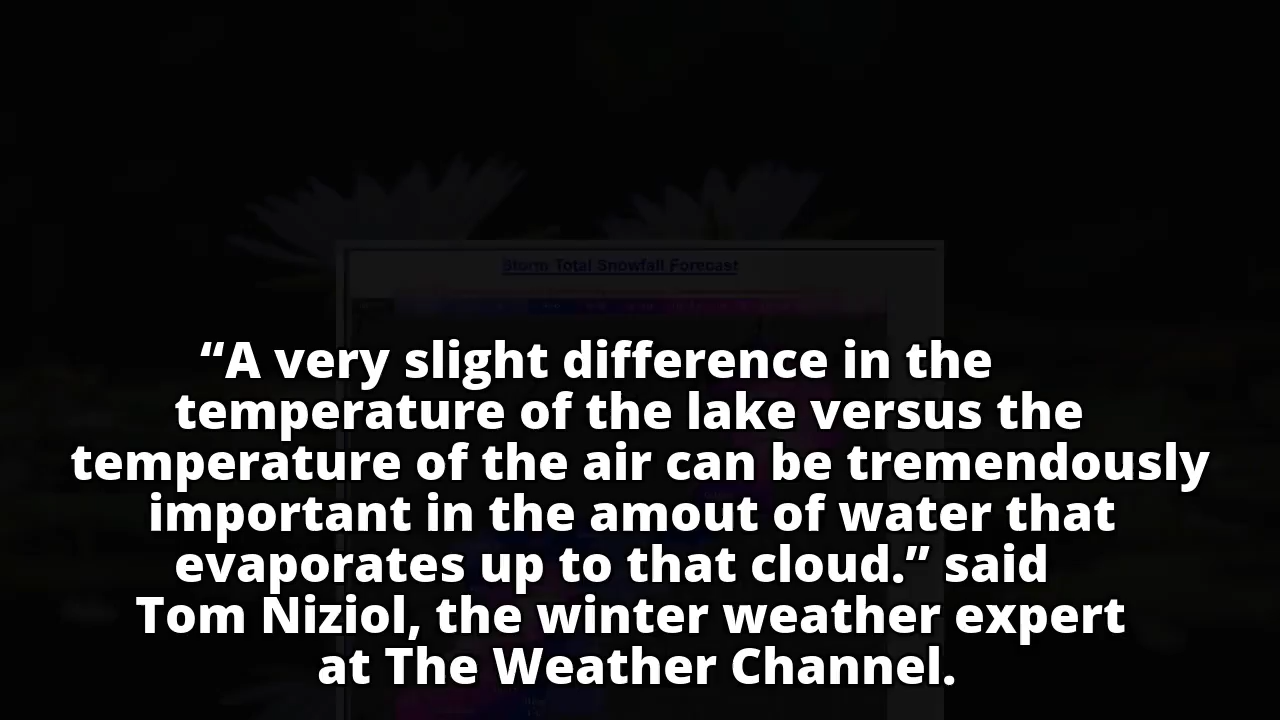 Storm Total Snowfall Forecast
“A very slight difference in the
temperature of the lake versus the
temperature of the air can be tremendously
important in the amout of water that
evaporates up to that cloud.” said
Tom Niziol, the winter weather expert
at The Weather Channel.